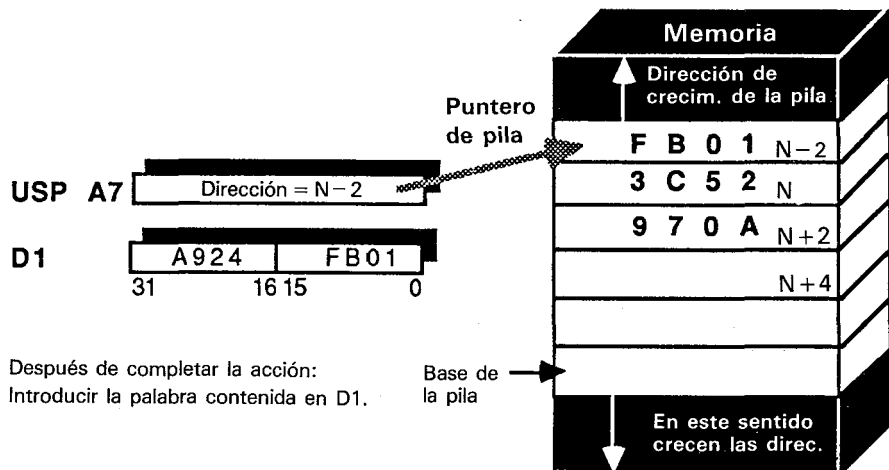 Memoria
Dirección de
crecim. de la pila
Puntero
de pila
F B 0 1 N−2
3 C 5 2 N
9 7 0 A N+2
N+4
USP A7 Dirección = N−2
D1 A924 FB01
31 16 15 0
Después de completar la acción:
Introducir la palabra contenida en D1.
Base de
la pila
En este sentido
crecen las direc.